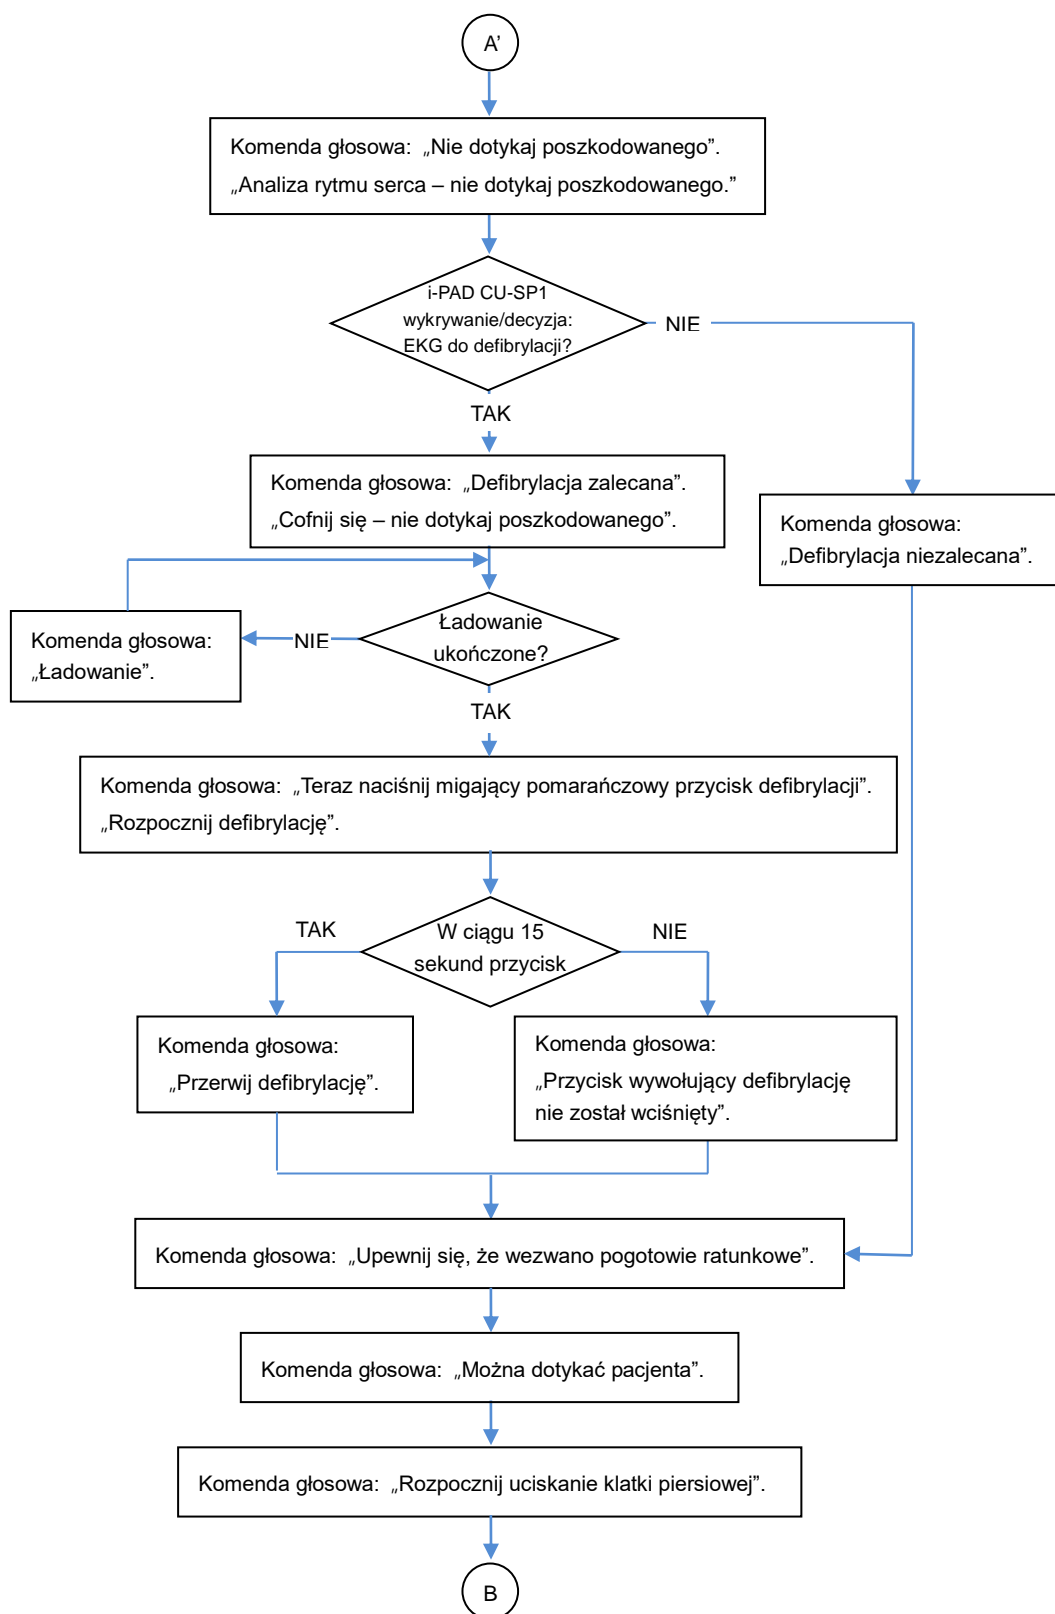 A’
Komenda głosowa: „Nie dotykaj poszkodowanego”.
„Analiza rytmu serca – nie dotykaj poszkodowanego.”
i-PAD CU-SP1
wykrywanie/decyzja:
EKG do defibrylacji?
NIE
TAK
Komenda głosowa: „Defibrylacja zalecana”.
„Cofnij się – nie dotykaj poszkodowanego”.
Komenda głosowa:
„Defibrylacja niezalecana”.
Ładowanie
ukończone?
NIE
Komenda głosowa:
„Ładowanie”.
TAK
Komenda głosowa: „Teraz naciśnij migający pomarańczowy przycisk defibrylacji”.
„Rozpocznij defibrylację”.
W ciągu 15
sekund przycisk
TAK
NIE
Komenda głosowa:
„Przerwij defibrylację”.
Komenda głosowa:
„Przycisk wywołujący defibrylację
nie został wciśnięty”.
Komenda głosowa: „Upewnij się, że wezwano pogotowie ratunkowe”.
Komenda głosowa: „Można dotykać pacjenta”.
Komenda głosowa: „Rozpocznij uciskanie klatki piersiowej”.
B